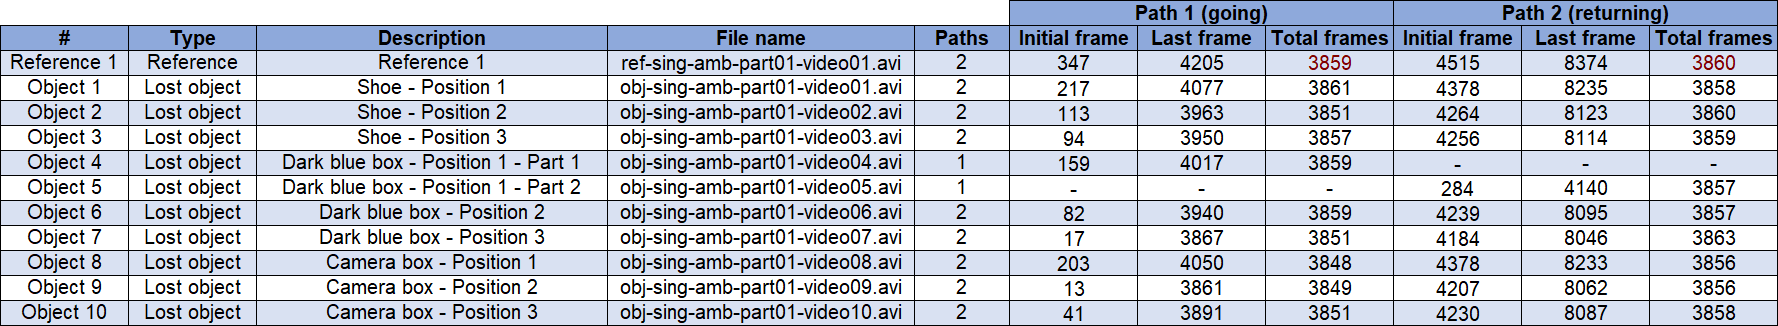 Path 1 (going) Path 2 (returning)
# Type Description File name Paths Initial frame Last frame Total frames Initial frame Last frame Total frames
Reference 1 Reference Reference 1 ref-sing-amb-part01-video01.avi 2 347 4205 3859 4515 8374 3860
Object 1 Lost object Shoe - Position 1 obj-sing-amb-part01-video01.avi 2 217 4077 3861 4378 8235 3858
Object 2 Lost object Shoe - Position 2 obj-sing-amb-part01-video02.avi 2 113 3963 3851 4264 8123 3860
Object 3 Lost object Shoe - Position 3 obj-sing-amb-part01-video03.avi 2 94 3950 3857 4256 8114 3859
Object 4 Lost object Dark blue box - Position 1 - Part 1 obj-sing-amb-part01-video04.avi 1 159 4017 3859 - - -
Object 5 Lost object Dark blue box - Position 1 - Part 2 obj-sing-amb-part01-video05.avi 1 - - - 284 4140 3857
Object 6 Lost object Dark blue box - Position 2 obj-sing-amb-part01-video06.avi 2 82 3940 3859 4239 8095 3857
Object 7 Lost object Dark blue box - Position 3 obj-sing-amb-part01-video07.avi 2 17 3867 3851 4184 8046 3863
Object 8 Lost object Camera box - Position 1 obj-sing-amb-part01-video08.avi 2 203 4050 3848 4378 8233 3856
Object 9 Lost object Camera box - Position 2 obj-sing-amb-part01-video09.avi 2 13 3861 3849 4207 8062 3856
Object 10 Lost object Camera box - Position 3 obj-sing-amb-part01-video10.avi 2 41 3891 3851 4230 8087 3858